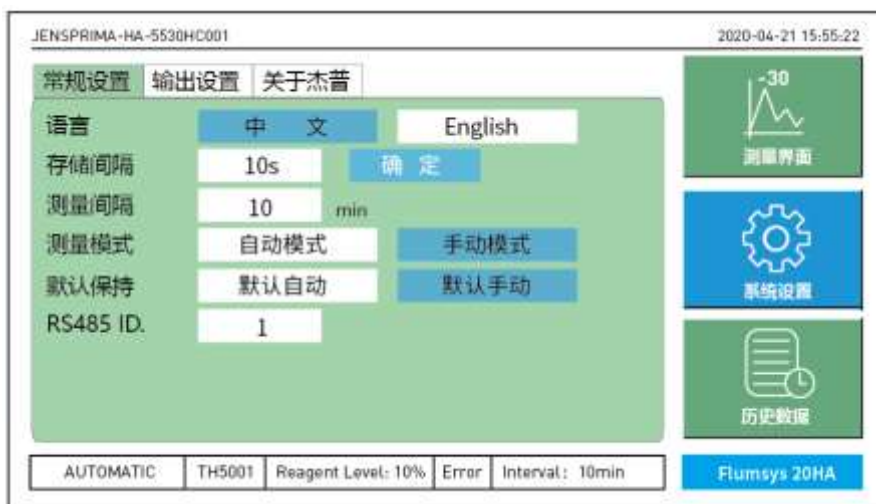 JENSPRIMA-HA-5530HC001 2020-04-21 15:55:22
常规设置 输出设置 关于杰普
语言 中 文 English
存储间隔 10s 确 定
测量间隔 10 min
测量模式 自动模式 手动模式
默认保持 默认自动 默认手动
RS485 ID. 1
-30
测量界面
系统设置
历史数据
AUTOMATIC TH5001 Reagent Level: 10% Error Interval: 10min Flumsys 20HA